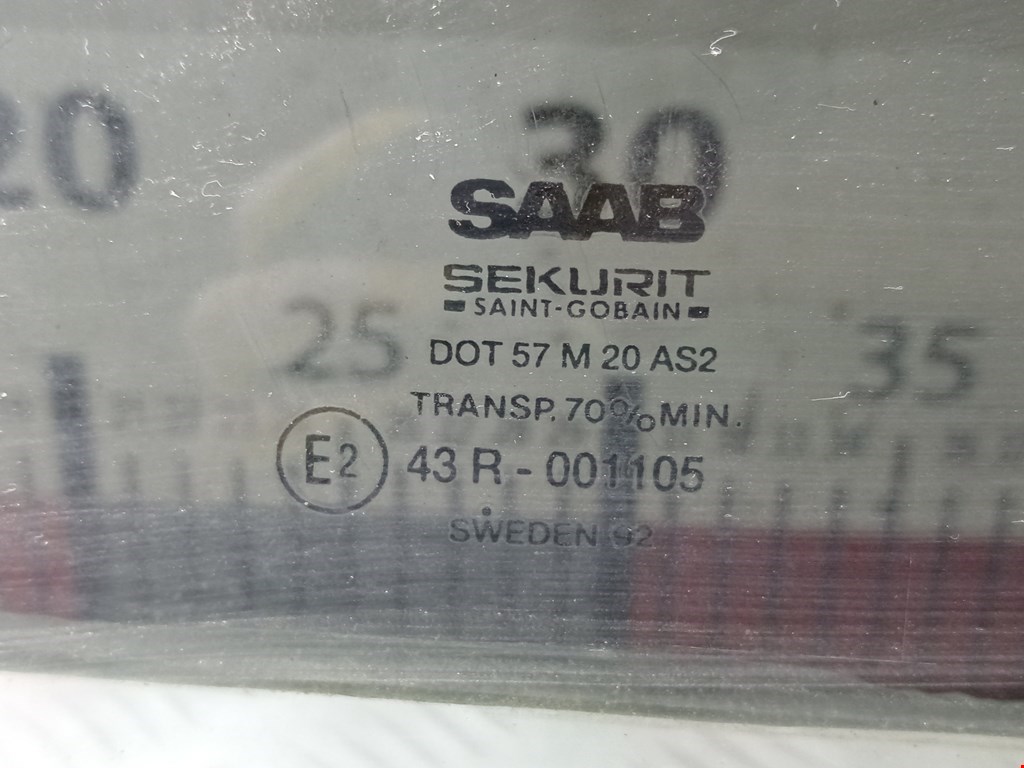 20
30
SAAB
SEKURIT
SAINT-GOBAIN
25
35
DOT 57 M 20 AS2
TRANSP. 70% MIN.
E2 43 R - 001105
SWEDEN 92